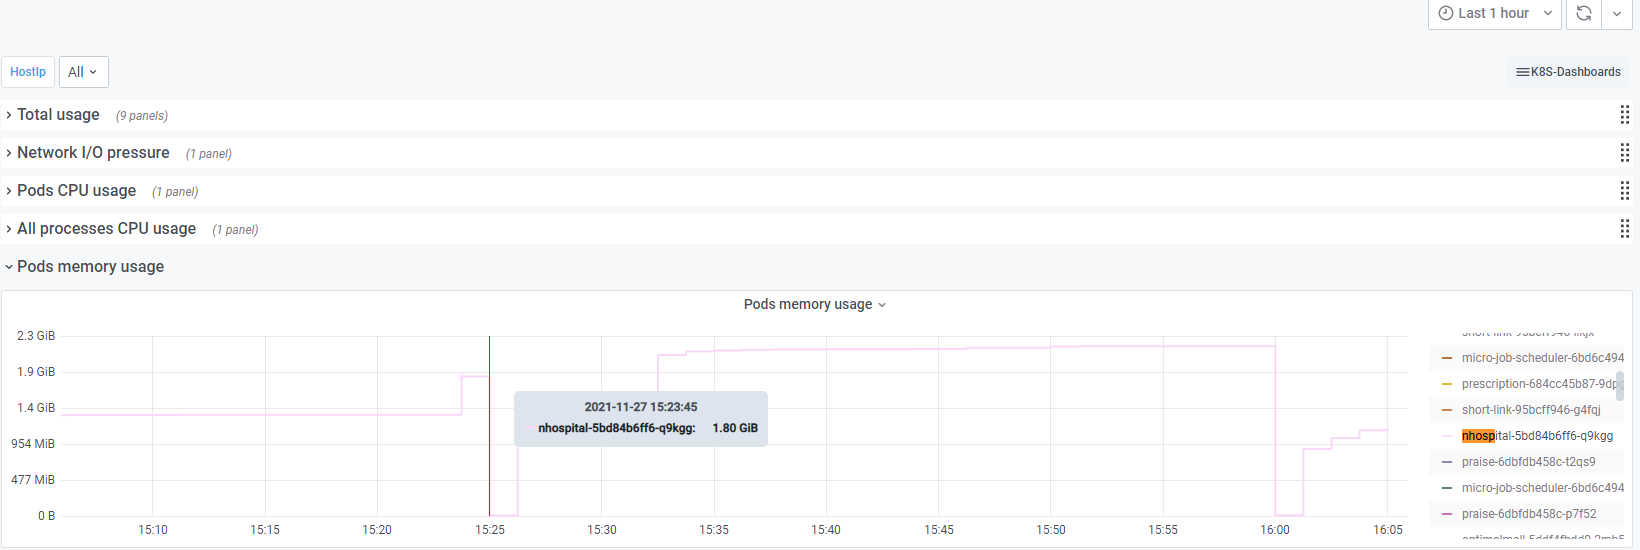 Last 1 hour
HostIp All
K8S-Dashboards
Total usage (9 panels)
Network I/O pressure (1 panel)
Pods CPU usage (1 panel)
All processes CPU usage (1 panel)
Pods memory usage
Pods memory usage
2.3 GiB
1.9 GiB
1.4 GiB
954 MiB
477 MiB
0 B
15:10 15:15 15:20 15:25 15:30 15:35 15:40 15:45 15:50 15:55 16:00 16:05
2021-11-27 15:23:45
nhospital-5bd84b6ff6-q9kgg: 1.80 GiB
micro-job-scheduler-6bd6c494
prescription-684cc45b87-9dpg
short-link-95bcff946-g4fqj
nhospital-5bd84b6ff6-q9kgg
praise-6dbfdb458c-t2qs9
micro-job-scheduler-6bd6c494
praise-6dbfdb458c-p7f52